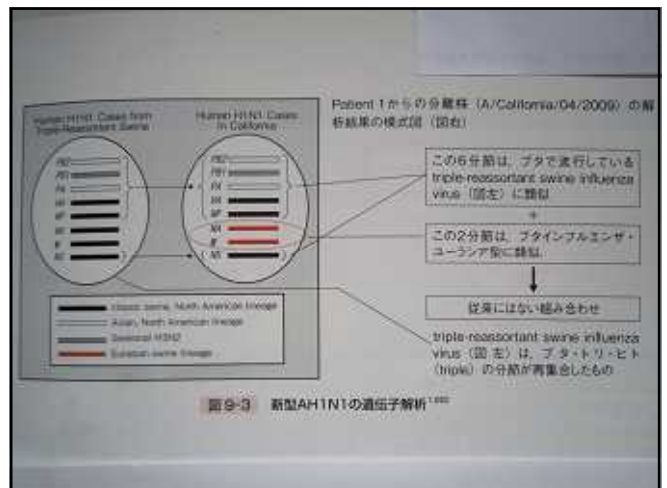 Human H1N1 Cases from
Triple-Reassortant Swine
Human H1N1 Cases
in California
PB2
PB1
PA
HA
NP
NA
M
NS
PB2
PB1
PA
HA
NP
NA
M
NS
Classic swine, North American lineage
Avian, North American lineage
Seasonal H3N2
Eurasian swine lineage
Patient 1からの分離株（A/California/04/2009）の解
析結果の模式図（図右）
この6分節は，ブタで流行している
triple-reassortant swine influenza
virus（図左）に類似
+
この2分節は，ブタインフルエンザ・
ユーラシア型に類似．
従来にはない組み合わせ
triple-reassortant swine influenza
virus（図左）は，ブタ・トリ・ヒト
(triple) の分節が再集合したもの
図9-3 新型AH1N1の遺伝子解析